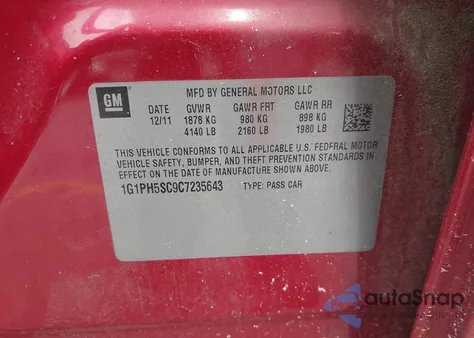 GM
MFD BY GENERAL MOTORS LLC
DATE GVWR GAWR FRT GAWR RR
12/11 1878 KG 980 KG 898 KG
4140 LB 2160 LB 1980 LB
THIS VEHICLE CONFORMS TO ALL APPLICABLE U.S. FEDERAL MOTOR
VEHICLE SAFETY, BUMPER, AND THEFT PREVENTION STANDARDS IN
EFFECT ON THE DATE OF MANUFACTURE SHOWN ABOVE.
1G1PH5SC9C7235643 TYPE: PASS CAR
autoSnap